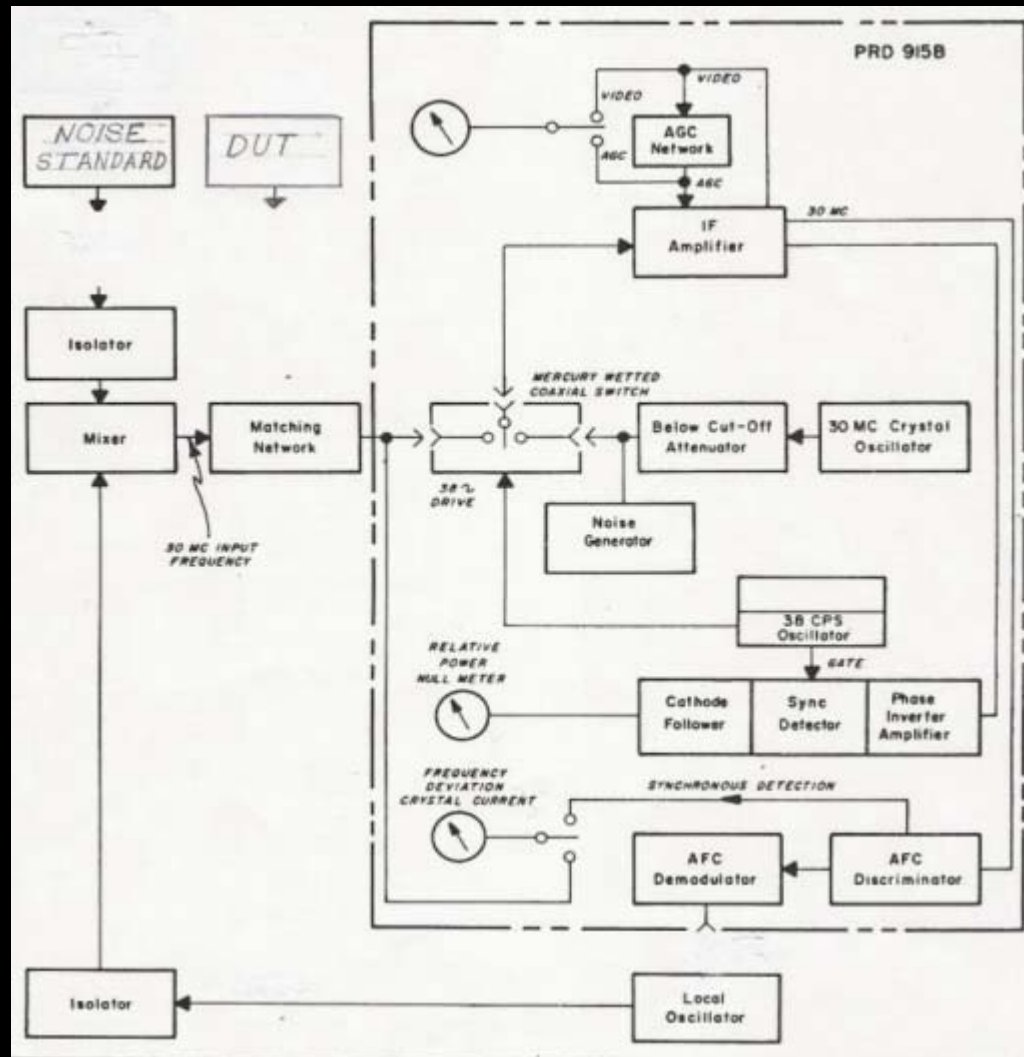 PRD 915B
VIDEO
VIDEO
NOISE
STANDARD
DUT
AGC
Network
AGC
AGC
30 MC
IF
Amplifier
Isolator
MERCURY WETTED
COAXIAL SWITCH
Mixer
Matching
Network
Below Cut-Off
Attenuator
30 MC Crystal
Oscillator
38~
DRIVE
Noise
Generator
30 MC INPUT
FREQUENCY
38 CPS
Oscillator
GATE
RELATIVE
POWER
NULL METER
Cathode
Follower
Sync
Detector
Phase
Inverter
Amplifier
FREQUENCY
DEVIATION
CRYSTAL CURRENT
SYNCHRONOUS DETECTION
AFC
Demodulator
AFC
Discriminator
Isolator
Local
Oscillator